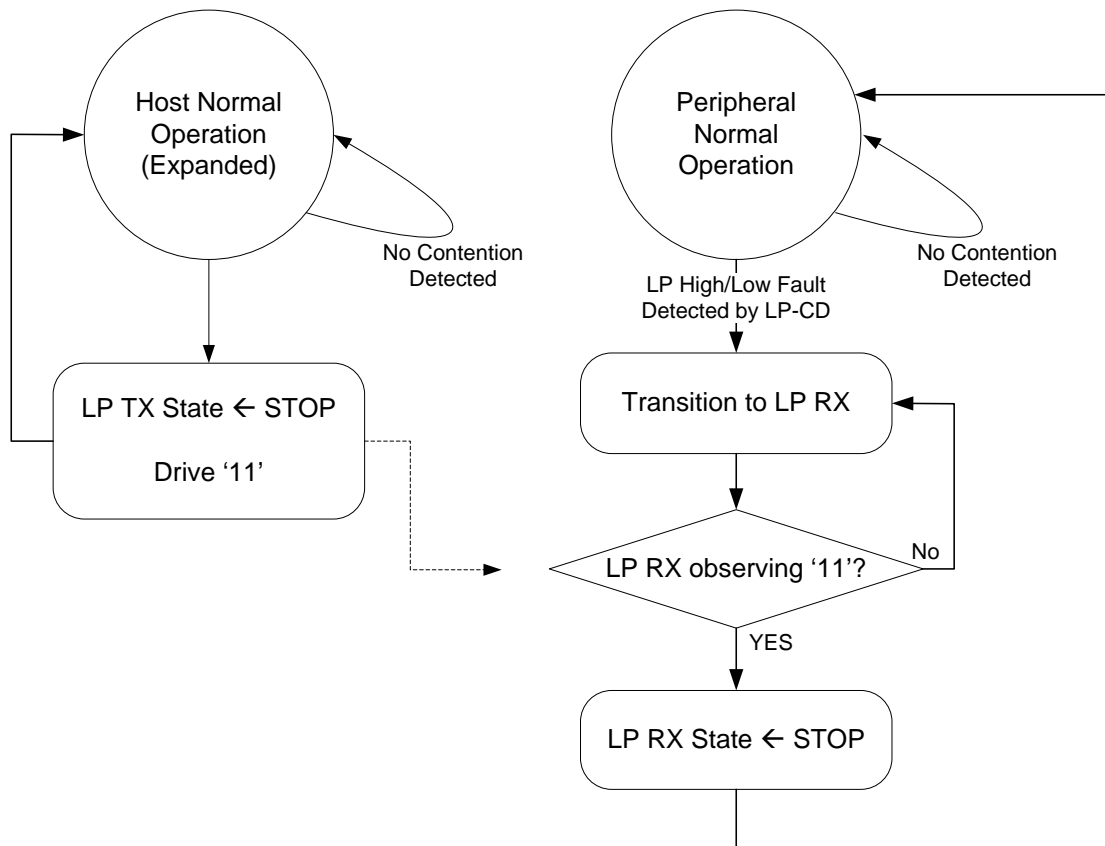 Host Normal
Operation
(Expanded)
No Contention
Detected
LP TX State ← STOP
Drive ‘11’
Peripheral
Normal
Operation
No Contention
Detected
LP High/Low Fault
Detected by LP-CD
Transition to LP RX
LP RX observing ‘11’?
No
YES
LP RX State ← STOP